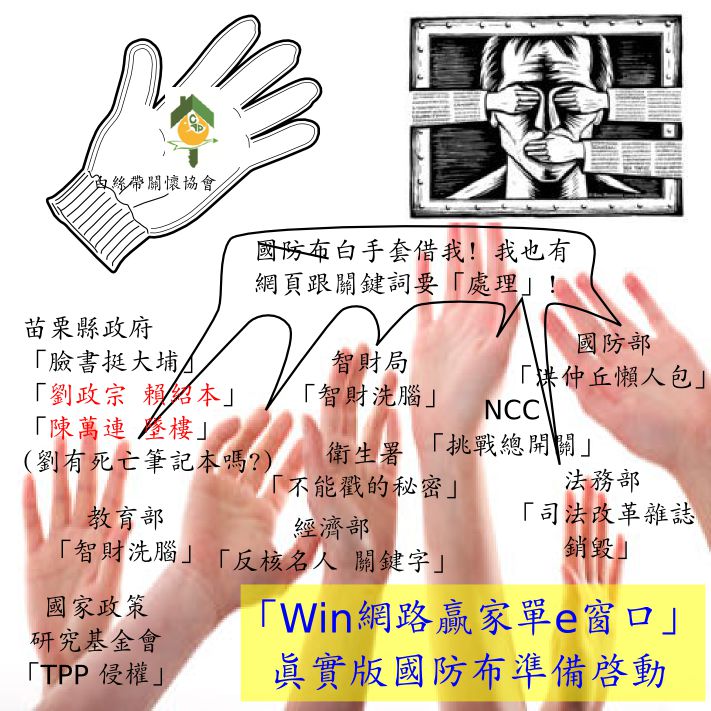 白絲帶關懷協會
國防布白手套借我! 我也有
網頁跟關鍵詞要「處理」!
苗栗縣政府
「臉書挺大埔」
「劉政宗 賴紹本」
「陳萬連 墜樓」
(劉有死亡筆記本嗎?)
智財局
「智財洗腦」
國防部
「洪仲丘懶人包」
NCC
「挑戰總開關」
衛生署
「不能戳的秘密」
法務部
「司法改革雜誌
銷毀」
教育部
「智財洗腦」
經濟部
「反核名人 關鍵字」
國家政策
研究基金會
「TPP 侵權」
「Win網路贏家單e窗口」
真實版國防布準備啓動